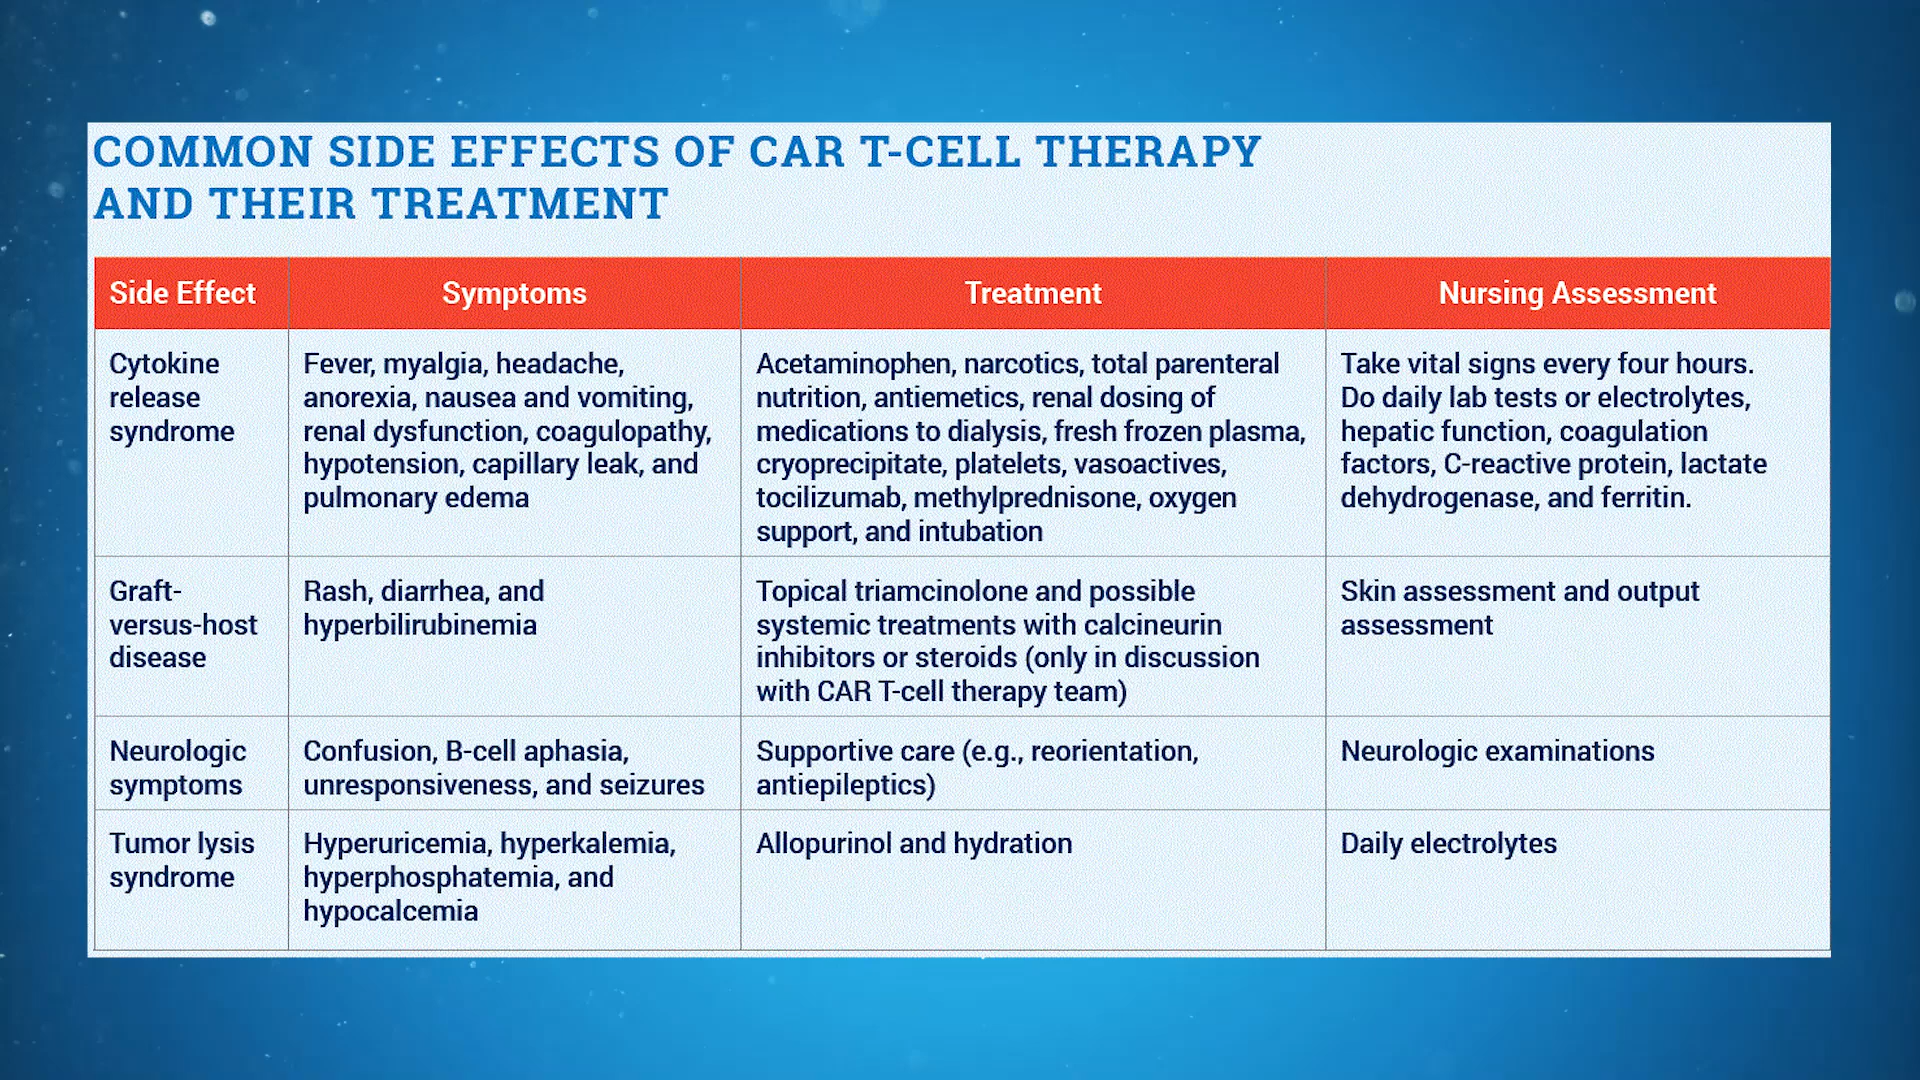 COMMON SIDE EFFECTS OF CAR T-CELL THERAPY
AND THEIR TREATMENT
Side Effect
Symptoms
Treatment
Nursing Assessment
Cytokine
release
syndrome
Fever, myalgia, headache,
anorexia, nausea and vomiting,
renal dysfunction, coagulopathy,
hypotension, capillary leak, and
pulmonary edema
Acetaminophen, narcotics, total parenteral
nutrition, antiemetics, renal dosing of
medications to dialysis, fresh frozen plasma,
cryoprecipitate, platelets, vasoactives,
tocilizumab, methylprednisone, oxygen
support, and intubation
Take vital signs every four hours.
Do daily lab tests or electrolytes,
hepatic function, coagulation
factors, C-reactive protein, lactate
dehydrogenase, and ferritin.
Graft-
versus-host
disease
Rash, diarrhea, and
hyperbilirubinemia
Topical triamcinolone and possible
systemic treatments with calcineurin
inhibitors or steroids (only in discussion
with CAR T-cell therapy team)
Skin assessment and output
assessment
Neurologic
symptoms
Confusion, B-cell aphasia,
unresponsiveness, and seizures
Supportive care (e.g., reorientation,
antiepileptics)
Neurologic examinations
Tumor lysis
syndrome
Hyperuricemia, hyperkalemia,
hyperphosphatemia, and
hypocalcemia
Allopurinol and hydration
Daily electrolytes